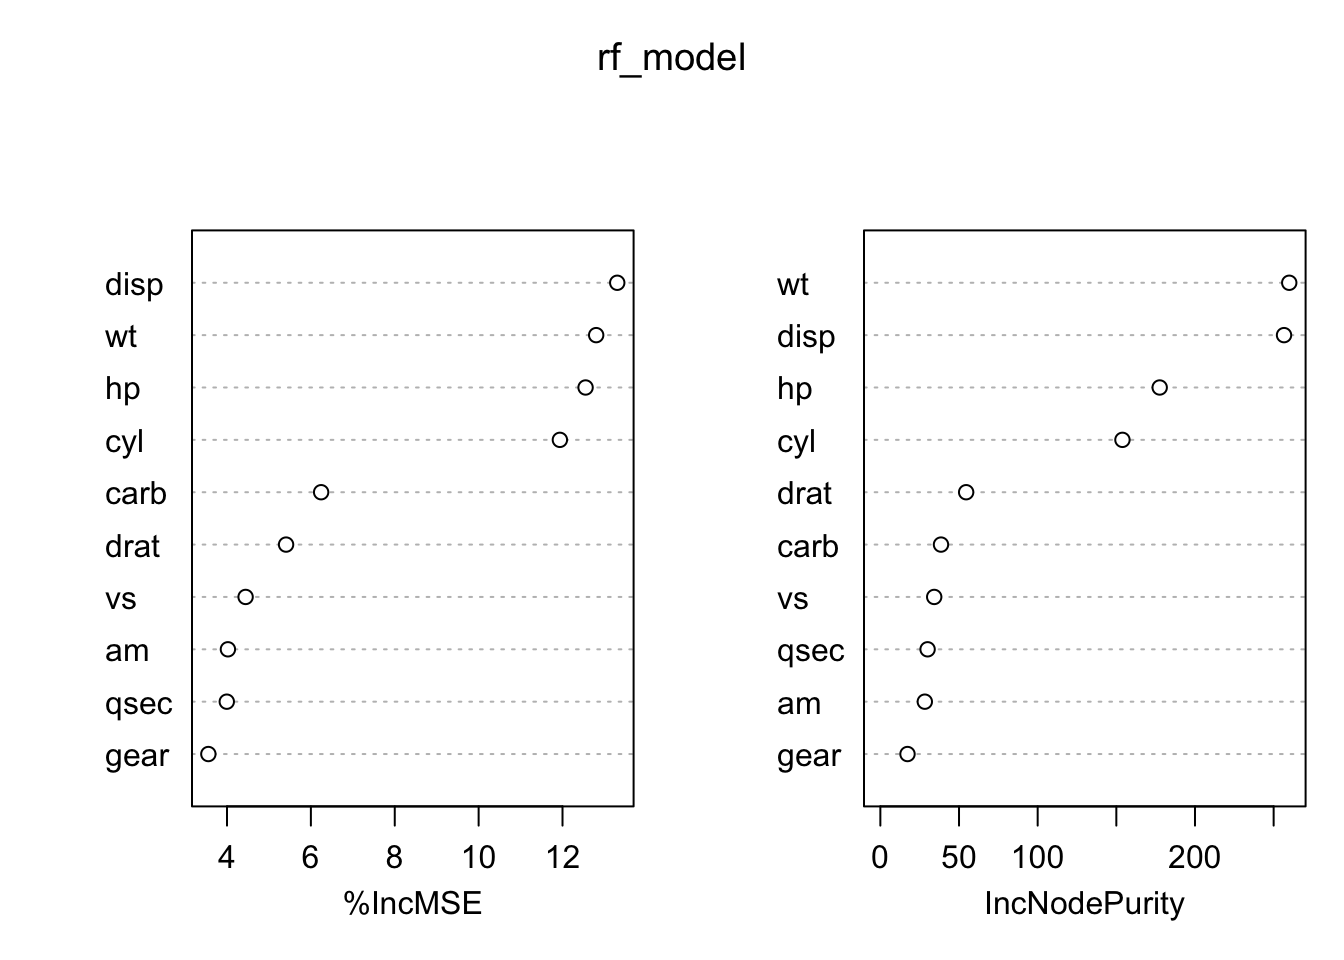 rf_model
disp
wt
hp
cyl
carb
drat
vs
am
qsec
gear
4 6 8 10 12
%IncMSE
wt
disp
hp
cyl
drat
carb
vs
qsec
am
gear
0 50 100 200
IncNodePurity